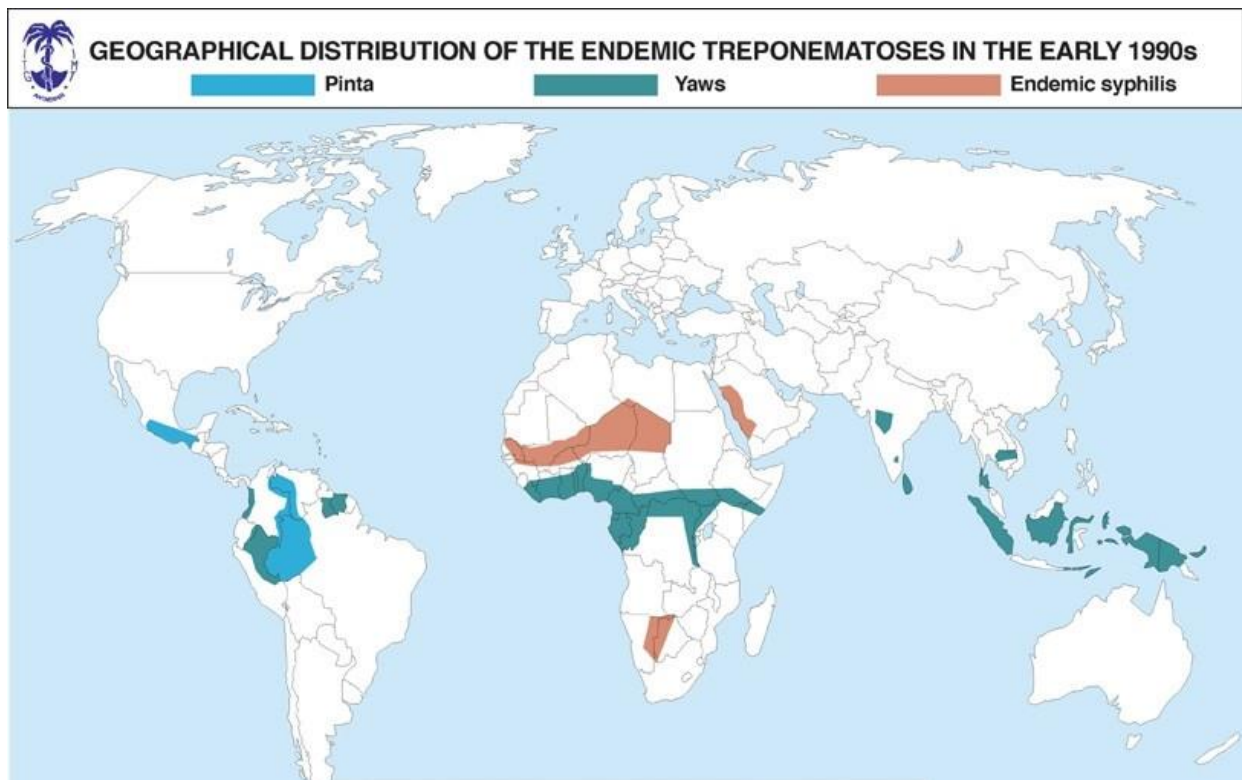 GEOGRAPHICAL DISTRIBUTION OF THE ENDEMIC TREPONEMATOSES IN THE EARLY 1990s
Pinta Yaws Endemic syphilis